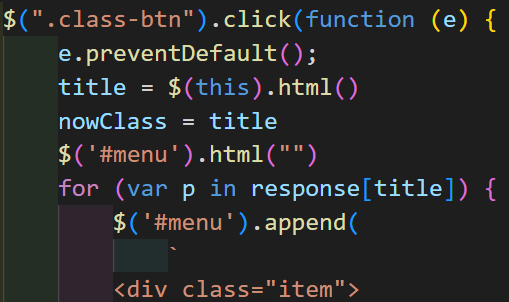 $(".class-btn").click(function (e) {
e.preventDefault();
title = $(this).html()
nowClass = title
$('#menu').html("")
for (var p in response[title]) {
$('#menu').append(
`
<div class="item">